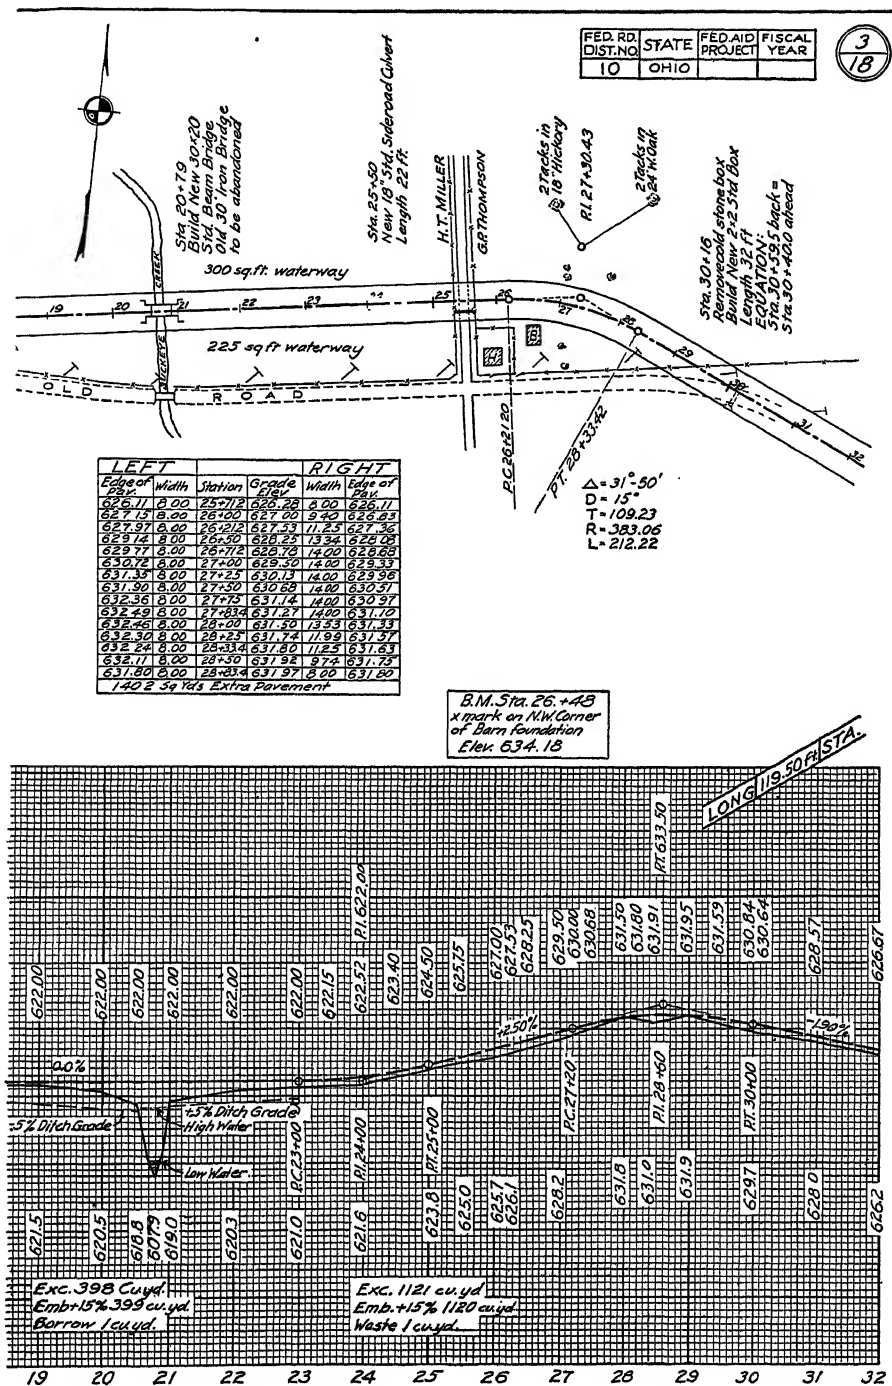 FED. RD. DIST. NO. STATE FED. AID PROJECT FISCAL YEAR
10 OHIO
3
18
Sta 20+79
Build New 30×20
Std. Beam Bridge
Old 30' Iron Bridge
to be abandoned
Sta. 25+50
New 18" Std. Sideroad Culvert
Length 22 ft.
H.T. MILLER
G.P. THOMPSON
2 Tacks in
18" Hickory
P.I. 27+30.43
2 Tacks in
24" W. Oak
Sta. 30+16
Remove old stone box
Build New 2×2 Std Box
Length 32 ft
EQUATION:
Sta. 30+59.5 back =
Sta 30+40.0 ahead
300 sq. ft. waterway
CREEK
19 20 21 22 23 24 25 26 27 28 29 30 31 32
225 sq ft waterway
BUCKEYE
H
B
OLD ROAD
P.C. 26+21.20
P.T. 28+33.42
Δ = 31°-50'
D = 15°
T = 109.23
R = 383.06
L = 212.22
LEFT RIGHT
Edge of Pav. Width Station Grade Elev Width Edge of Pav.
626.11 8.00 25+71.2 626.28 8.00 626.11
627.15 8.00 26+00 627.00 9.40 626.83
627.97 8.00 26+21.2 627.53 11.25 627.36
629.14 8.00 26+50 628.25 13.34 628.08
629.77 8.00 26+71.2 628.78 14.00 628.68
630.72 8.00 27+00 629.50 14.00 629.33
631.35 8.00 27+25 630.13 14.00 629.96
631.90 8.00 27+50 630.68 14.00 630.51
632.36 8.00 27+75 631.14 14.00 630.97
632.49 8.00 27+83.4 631.27 14.00 631.10
632.46 8.00 28+00 631.50 13.53 631.33
632.30 8.00 28+25 631.74 11.99 631.57
632.24 8.00 28+33.4 631.80 11.25 631.63
632.11 8.00 28+50 631.92 9.74 631.75
631.80 8.00 28+83.4 631.97 8.00 631.80
140.2 Sq Yds Extra Pavement
B.M. Sta. 26.+48
x mark on N.W. Corner
of Barn Foundation
Elev. 634.18
LONG 119.50 ft STA.
P.I. 622.00
P.I. 633.50
622.00 622.00 622.00 622.00 622.00 622.00 622.15 622.52 623.40 624.50 625.75 627.00 627.53 628.25 629.50 630.00 630.68 631.50 631.80 631.91 631.95 631.59 630.84 630.64 628.57 626.67
0.0%
+2.50%
-1.90%
-.5% Ditch Grade
+.5% Ditch Grade
High Water
Low Water
P.C. 23+00
P.I. 24+00
P.T. 25+00
P.C. 27+20
P.I. 28+60
P.T. 30+00
621.5 620.5 618.8 607.9 619.0 620.3 621.0 621.6 623.8 625.0 625.7 626.1 628.2 631.8 631.0 631.9 629.7 628.0 626.2
Exc. 398 Cu.yd.
Emb+15% 399 cu.yd.
Borrow 1 cu.yd.
Exc. 1121 cu.yd
Emb.+15% 1120 cu.yd
Waste 1 cu.yd.
19 20 21 22 23 24 25 26 27 28 29 30 31 32